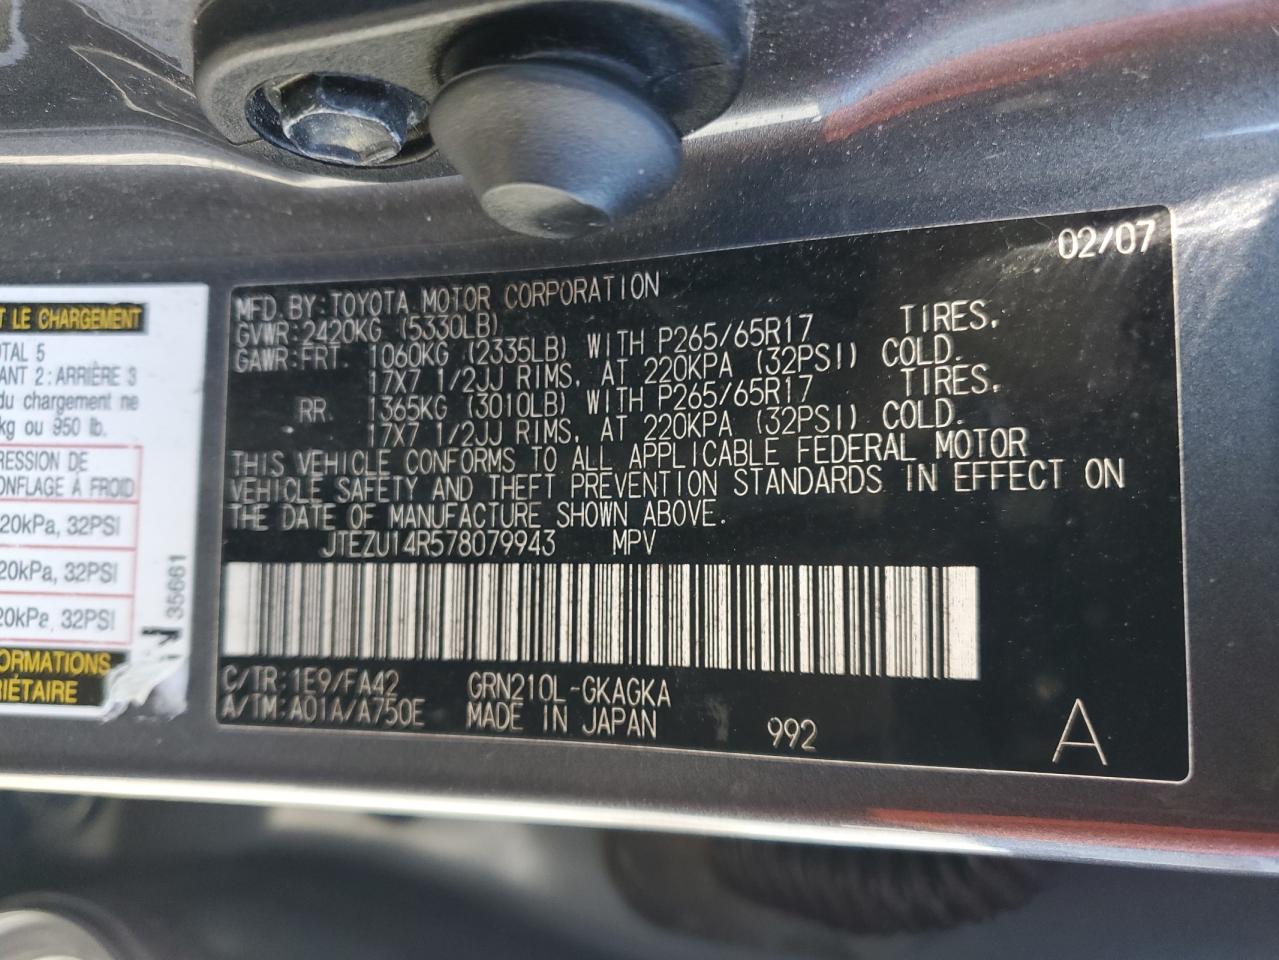 T LE CHARGEMENT
OTAL 5
ANT 2: ARRIÈRE 3
du chargement ne
kg ou 950 lb.
RESSION DE
ONFLAGE À FROID
20kPa, 32PSI
20kPa, 32PSI
20kPa, 32PSI
35661
ORMATIONS
RIÉTAIRE
02/07
MFD. BY: TOYOTA MOTOR CORPORATION
GVWR: 2420KG (5330LB)
GAWR: FRT. 1060KG (2335LB) WITH P265/65R17 TIRES,
17X7 1/2JJ RIMS, AT 220KPA (32PSI) COLD.
RR. 1365KG (3010LB) WITH P265/65R17 TIRES,
17X7 1/2JJ RIMS, AT 220KPA (32PSI) COLD.
THIS VEHICLE CONFORMS TO ALL APPLICABLE FEDERAL MOTOR
VEHICLE SAFETY AND THEFT PREVENTION STANDARDS IN EFFECT ON
THE DATE OF MANUFACTURE SHOWN ABOVE.
JTEZU14R578079943 MPV
C/TR: 1E9/FA42 GRN210L-GKAGKA
A/TM: A01A/A750E MADE IN JAPAN 992 A